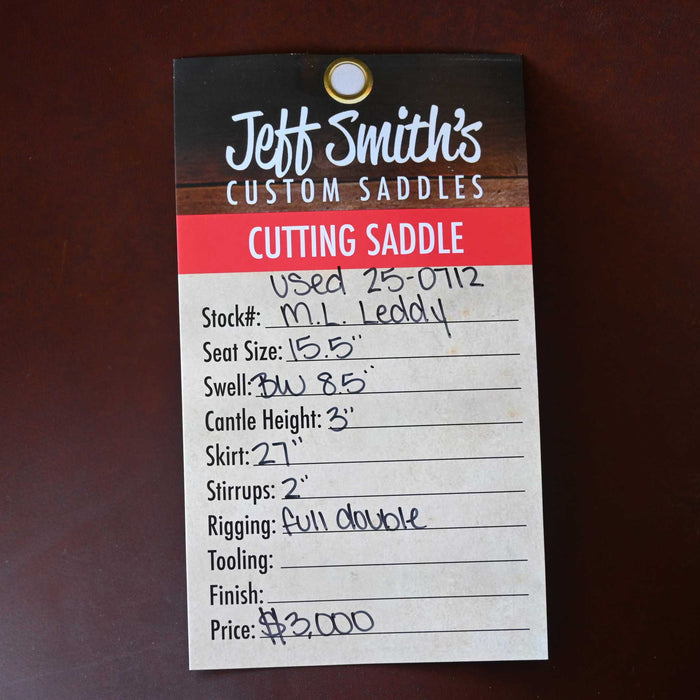 Jeff Smith's
CUSTOM SADDLES
CUTTING SADDLE
used 25-0712
Stock#: M.L. Leddy
Seat Size: 15.5"
Swell: BW 8.5"
Cantle Height: 3"
Skirt: 27"
Stirrups: 2"
Rigging: full double
Tooling:
Finish:
Price: $3,000